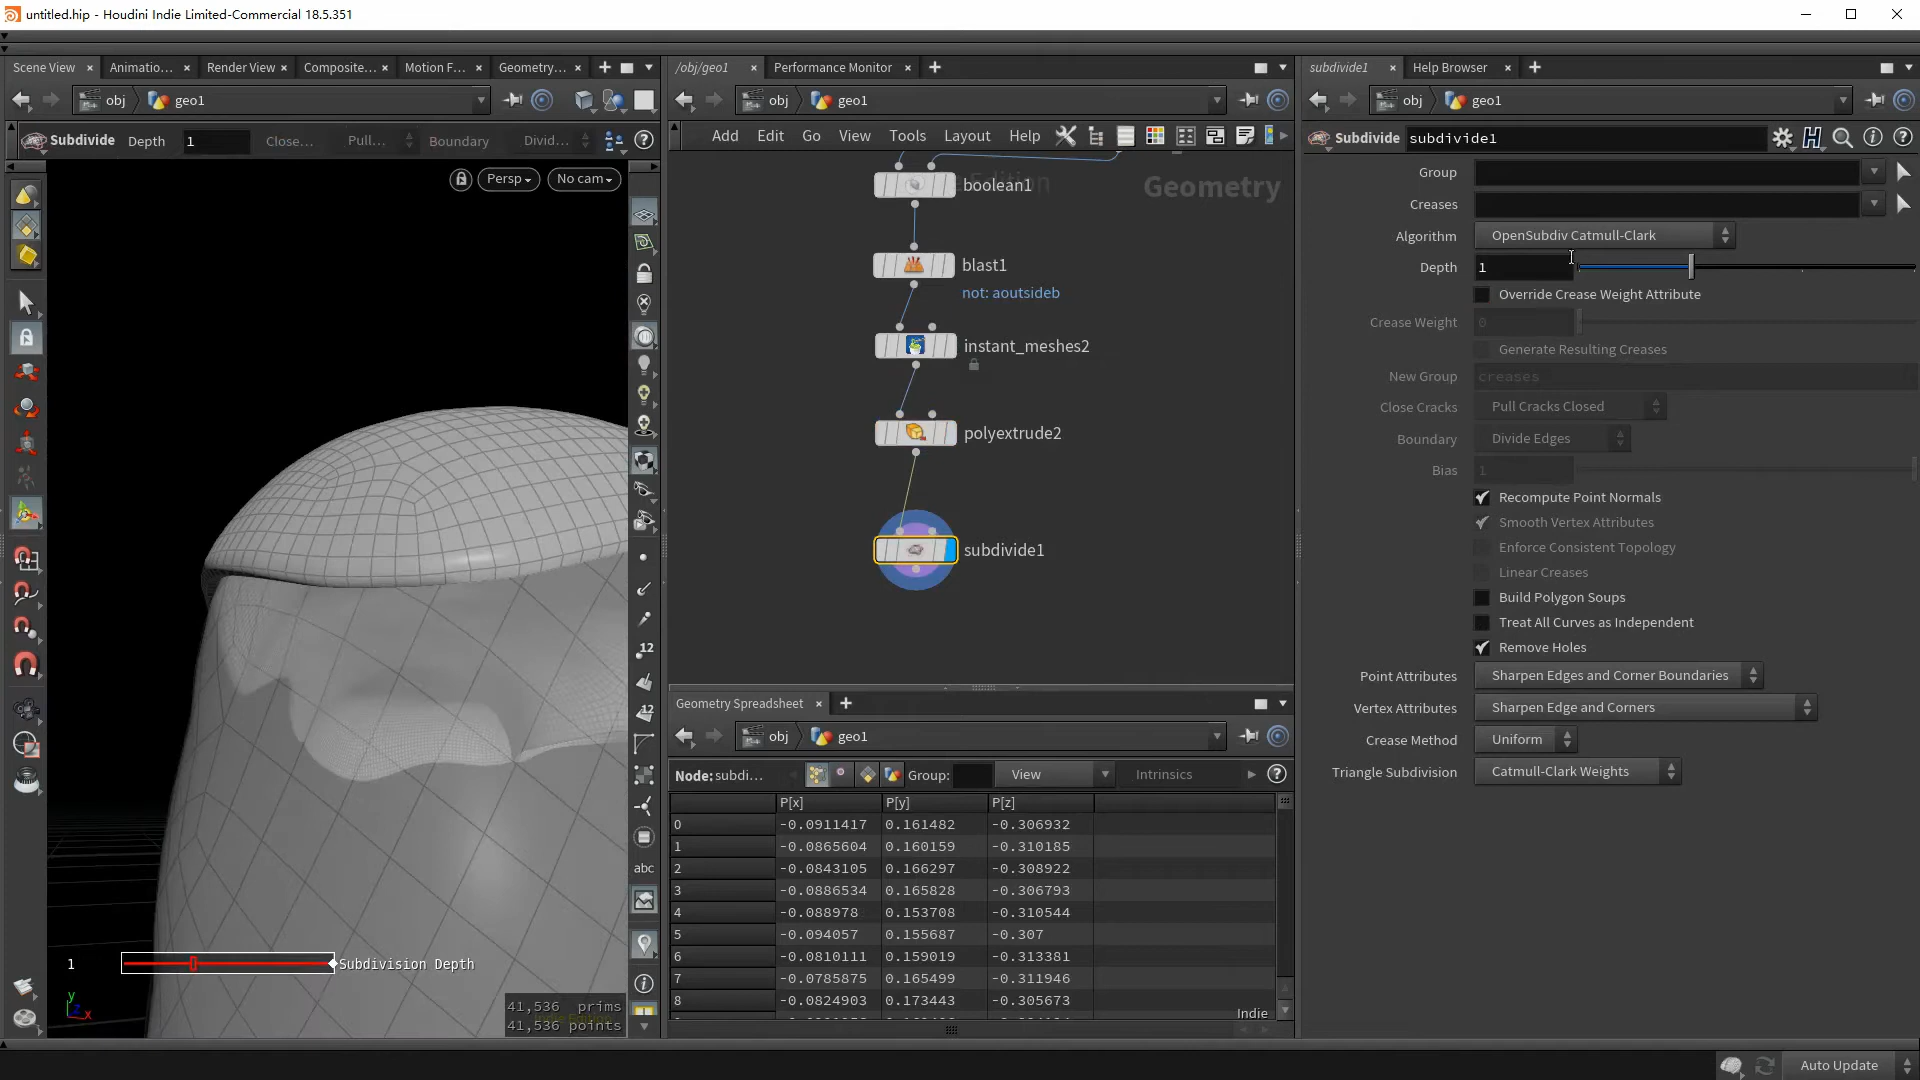 untitled.hip - Houdini Indie Limited-Commercial 18.5.351
Scene View
Animatio...
Render View
Composite...
Motion F...
Geometry...
/obj/geo1
Performance Monitor
subdivide1
Help Browser
obj
geo1
obj
geo1
obj
geo1
Subdivide
Depth
1
Close...
Pull...
Boundary
Divid...
Add
Edit
Go
View
Tools
Layout
Help
Subdivide
subdivide1
Persp
No cam
Geometry
boolean1
blast1
not: aoutsideb
instant_meshes2
polyextrude2
subdivide1
Group
Creases
Algorithm
OpenSubdiv Catmull-Clark
Depth
1
Override Crease Weight Attribute
Crease Weight
0
Generate Resulting Creases
New Group
creases
Close Cracks
Pull Cracks Closed
Boundary
Divide Edges
Bias
1
Recompute Point Normals
Smooth Vertex Attributes
Enforce Consistent Topology
Linear Creases
Build Polygon Soups
Treat All Curves as Independent
Remove Holes
Point Attributes
Sharpen Edges and Corner Boundaries
Vertex Attributes
Sharpen Edge and Corners
Crease Method
Uniform
Triangle Subdivision
Catmull-Clark Weights
12
12
abc
1
Subdivision Depth
y
z
x
41,536 prims
41,536 points
Geometry Spreadsheet
obj
geo1
Node: subdi...
Group:
View
Intrinsics
P[x] P[y] P[z]
0 -0.0911417 0.161482 -0.306932
1 -0.0865604 0.160159 -0.310185
2 -0.0843105 0.166297 -0.308922
3 -0.0886534 0.165828 -0.306793
4 -0.088978 0.153708 -0.310544
5 -0.094057 0.155687 -0.307
6 -0.0810111 0.159019 -0.313381
7 -0.0785875 0.165499 -0.311946
8 -0.0824903 0.173443 -0.305673
Indie
Auto Update